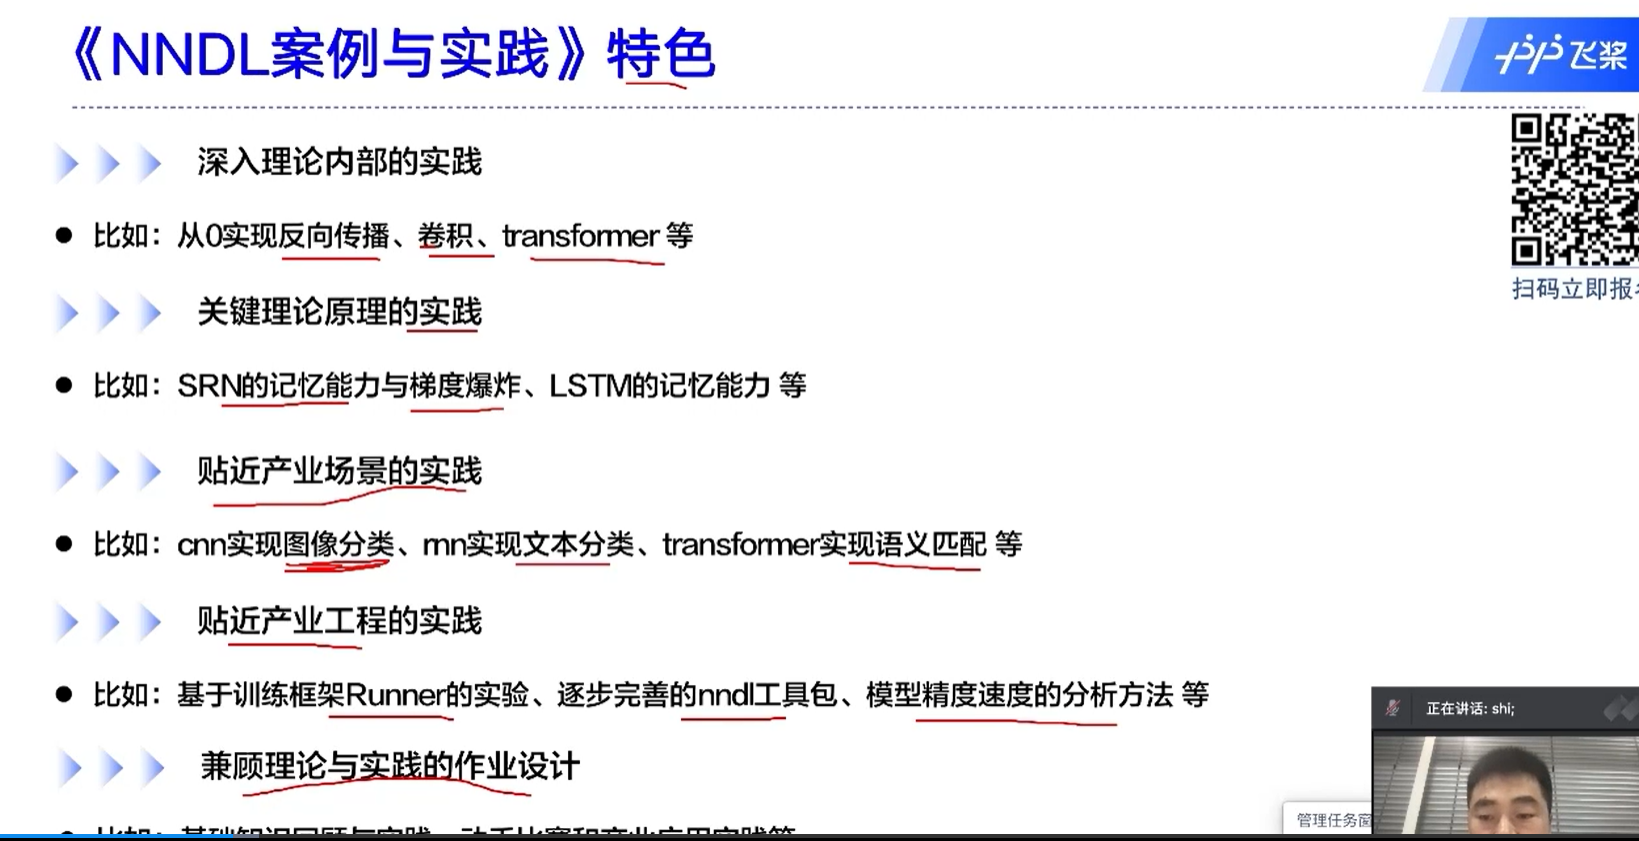 《NNDL案例与实践》特色
飞桨
深入理论内部的实践
扫码立即报名
● 比如：从0实现反向传播、卷积、transformer 等
关键理论原理的实践
● 比如：SRN的记忆能力与梯度爆炸、LSTM的记忆能力 等
贴近产业场景的实践
● 比如：cnn实现图像分类、rnn实现文本分类、transformer实现语义匹配 等
贴近产业工程的实践
● 比如：基于训练框架Runner的实验、逐步完善的nndl工具包、模型精度速度的分析方法 等
正在讲话: shi;
兼顾理论与实践的作业设计
管理任务窗